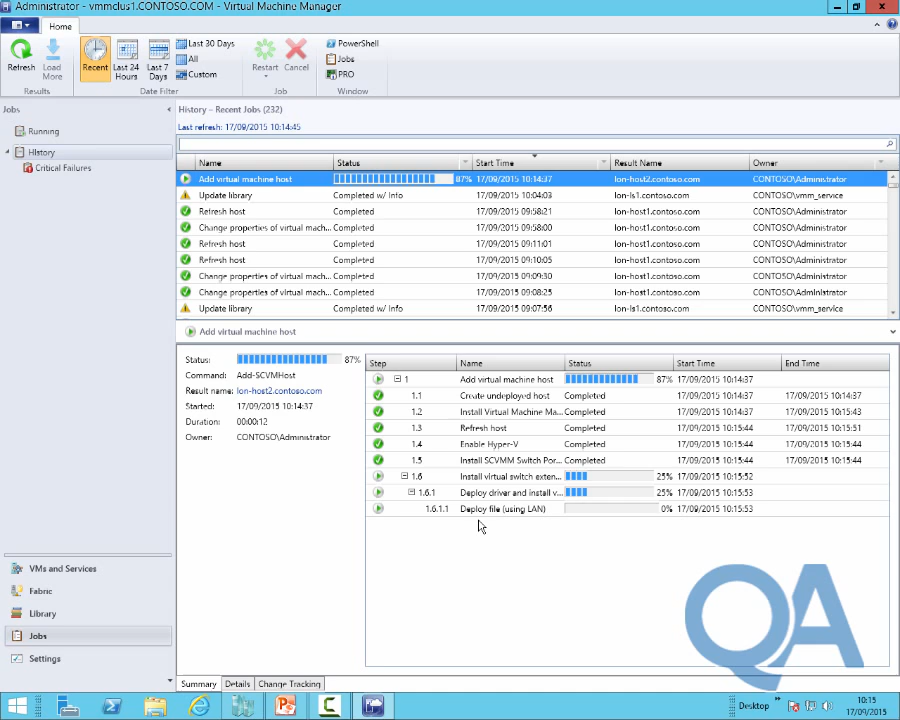 Administrator - vmmclus1.CONTOSO.COM - Virtual Machine Manager
Home
Refresh Load More Recent Last 24 Hours Last 7 Days Last 30 Days All Custom Restart Cancel PowerShell Jobs PRO
Results Date Filter Job Window
Jobs
Running
History
Critical Failures
History - Recent Jobs (232)
Last refresh: 17/09/2015 10:14:45
Name Status Start Time Result Name Owner
Add virtual machine host 87% 17/09/2015 10:14:37 lon-host2.contoso.com CONTOSO\Administrator
Update library Completed w/ Info 17/09/2015 10:04:03 lon-ls1.contoso.com CONTOSO\vmm_service
Refresh host Completed 17/09/2015 09:58:21 lon-host1.contoso.com CONTOSO\Administrator
Change properties of virtual mach... Completed 17/09/2015 09:58:00 lon-host1.contoso.com CONTOSO\Administrator
Refresh host Completed 17/09/2015 09:11:01 lon-host2.contoso.com CONTOSO\Administrator
Refresh host Completed 17/09/2015 09:10:05 lon-host1.contoso.com CONTOSO\Administrator
Change properties of virtual mach... Completed 17/09/2015 09:09:30 lon-host1.contoso.com CONTOSO\Administrator
Change properties of virtual mach... Completed 17/09/2015 09:08:25 lon-host1.contoso.com CONTOSO\Administrator
Update library Completed w/ Info 17/09/2015 09:07:56 lon-ls1.contoso.com CONTOSO\vmm_service
Add virtual machine host
Status: 87%
Command: Add-SCVMHost
Result name: lon-host2.contoso.com
Started: 17/09/2015 10:14:37
Duration: 00:00:12
Owner: CONTOSO\Administrator
Step Name Status Start Time End Time
1 Add virtual machine host 87% 17/09/2015 10:14:37
1.1 Create undeployed host Completed 17/09/2015 10:14:37 17/09/2015 10:14:37
1.2 Install Virtual Machine Ma... Completed 17/09/2015 10:14:37 17/09/2015 10:15:43
1.3 Refresh host Completed 17/09/2015 10:15:44 17/09/2015 10:15:51
1.4 Enable Hyper-V Completed 17/09/2015 10:15:44 17/09/2015 10:15:44
1.5 Install SCVMM Switch Por... Completed 17/09/2015 10:15:44 17/09/2015 10:15:44
1.6 Install virtual switch exten... 25% 17/09/2015 10:15:52
1.6.1 Deploy driver and install v... 25% 17/09/2015 10:15:53
1.6.1.1 Deploy file (using LAN) 0% 17/09/2015 10:15:53
VMs and Services
Fabric
Library
Jobs
Settings
Summary Details Change Tracking
QA
Desktop 10:15
17/09/2015